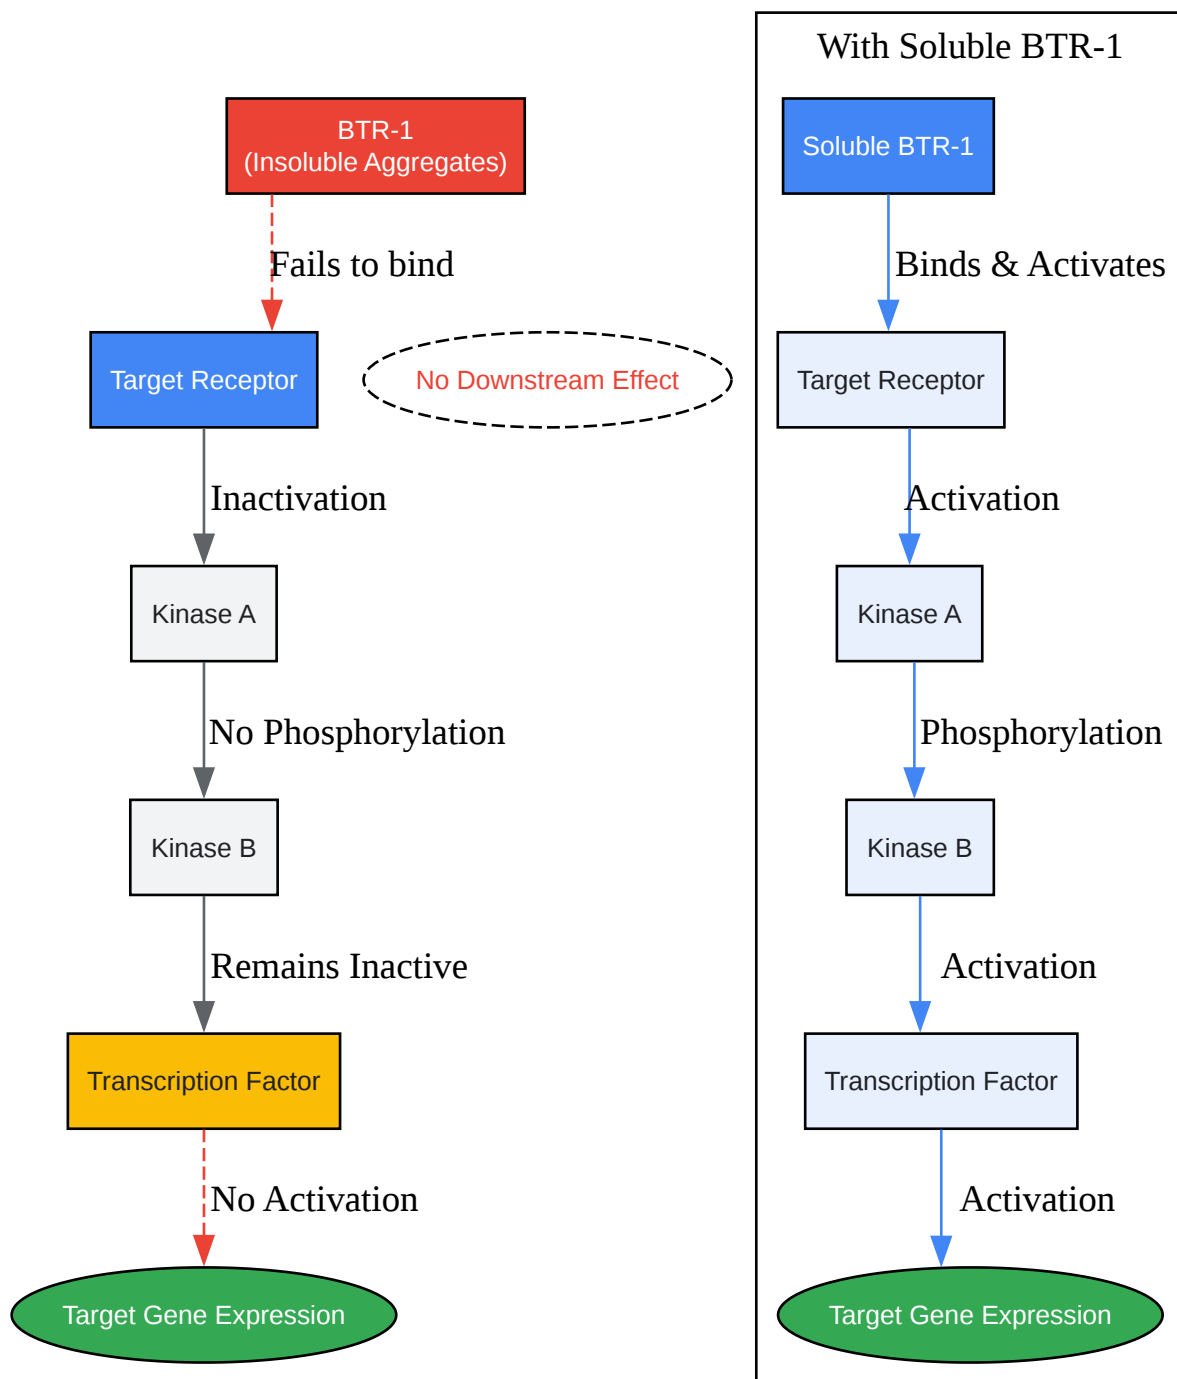 BTR-1
(Insoluble Aggregates)
Fails to bind
Target Receptor
No Downstream Effect
Inactivation
Kinase A
No Phosphorylation
Kinase B
Remains Inactive
Transcription Factor
No Activation
Target Gene Expression
With Soluble BTR-1
Soluble BTR-1
Binds & Activates
Target Receptor
Activation
Kinase A
Phosphorylation
Kinase B
Activation
Transcription Factor
Activation
Target Gene Expression